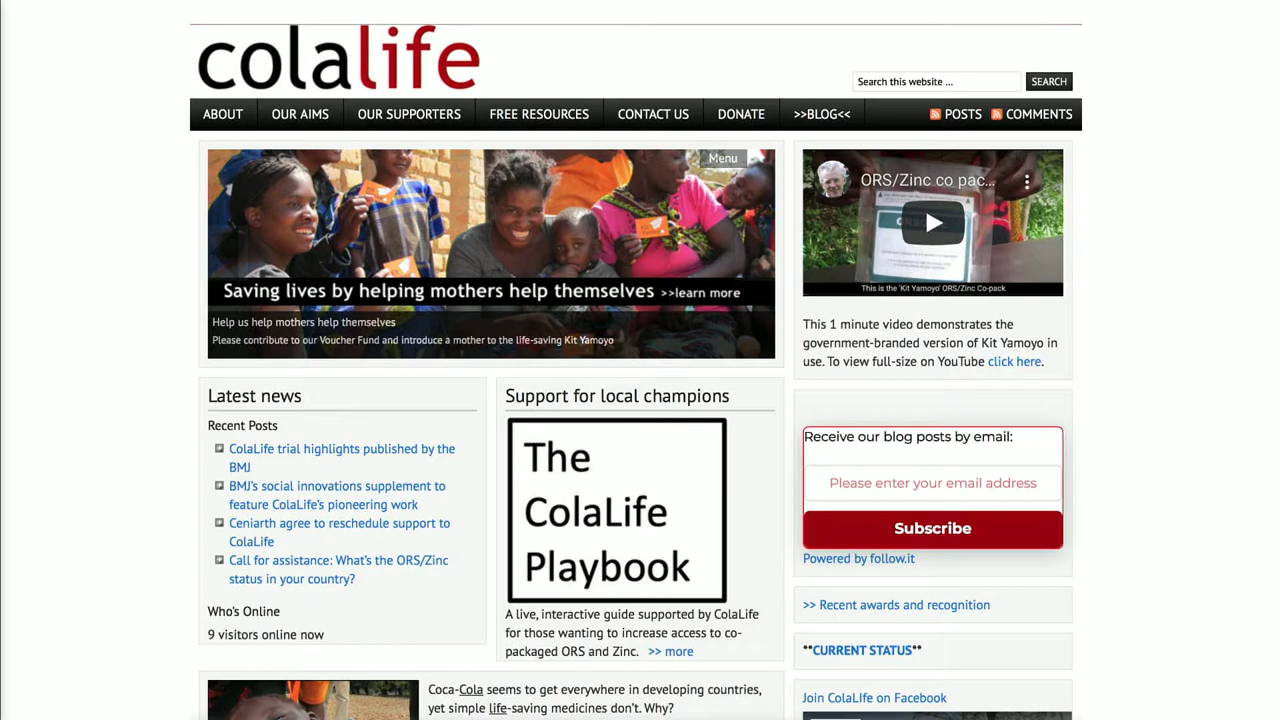 colalife
Search this website ...
SEARCH
ABOUT
OUR AIMS
OUR SUPPORTERS
FREE RESOURCES
CONTACT US
DONATE
>>BLOG<<
POSTS
COMMENTS
Menu
Kit Yamoyo
Saving lives by helping mothers help themselves >>learn more
Help us help mothers help themselves
Please contribute to our Voucher Fund and introduce a mother to the life-saving Kit Yamoyo
Latest news
Recent Posts
ColaLife trial highlights published by the
BMJ
BMJ's social innovations supplement to
feature ColaLife's pioneering work
Ceniarth agree to reschedule support to
ColaLife
Call for assistance: What's the ORS/Zinc
status in your country?
Who's Online
9 visitors online now
Support for local champions
The
ColaLife
Playbook
A live, interactive guide supported by ColaLife
for those wanting to increase access to co-
packaged ORS and Zinc. >> more
Coca-Cola seems to get everywhere in developing countries,
yet simple life-saving medicines don't. Why?
ORS/Zinc co pac...
This is the 'Kit Yamoyo' ORS/Zinc Co-pack
This 1 minute video demonstrates the
government-branded version of Kit Yamoyo in
use. To view full-size on YouTube click here.
Receive our blog posts by email:
Please enter your email address
Subscribe
Powered by follow.it
>> Recent awards and recognition
**CURRENT STATUS**
Join ColaLIfe on Facebook